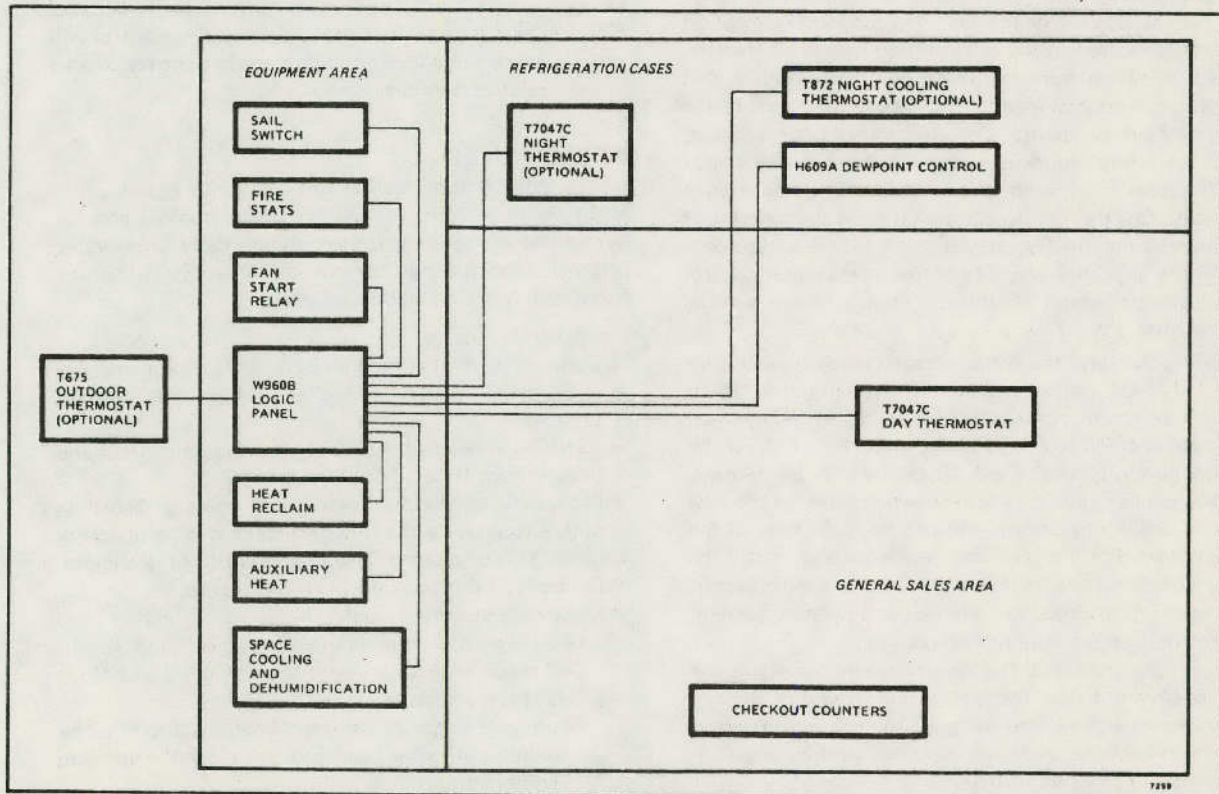 EQUIPMENT AREA
SAIL
SWITCH
FIRE
STATS
FAN
START
RELAY
T675
OUTDOOR
THERMOSTAT
(OPTIONAL)
W960B
LOGIC
PANEL
HEAT
RECLAIM
AUXILIARY
HEAT
SPACE
COOLING
AND
DEHUMIDIFICATION
REFRIGERATION CASES
T7047C
NIGHT
THERMOSTAT
(OPTIONAL)
T872 NIGHT COOLING
THERMOSTAT (OPTIONAL)
H609A DEWPOINT CONTROL
T7047C
DAY THERMOSTAT
GENERAL SALES AREA
CHECKOUT COUNTERS
7259